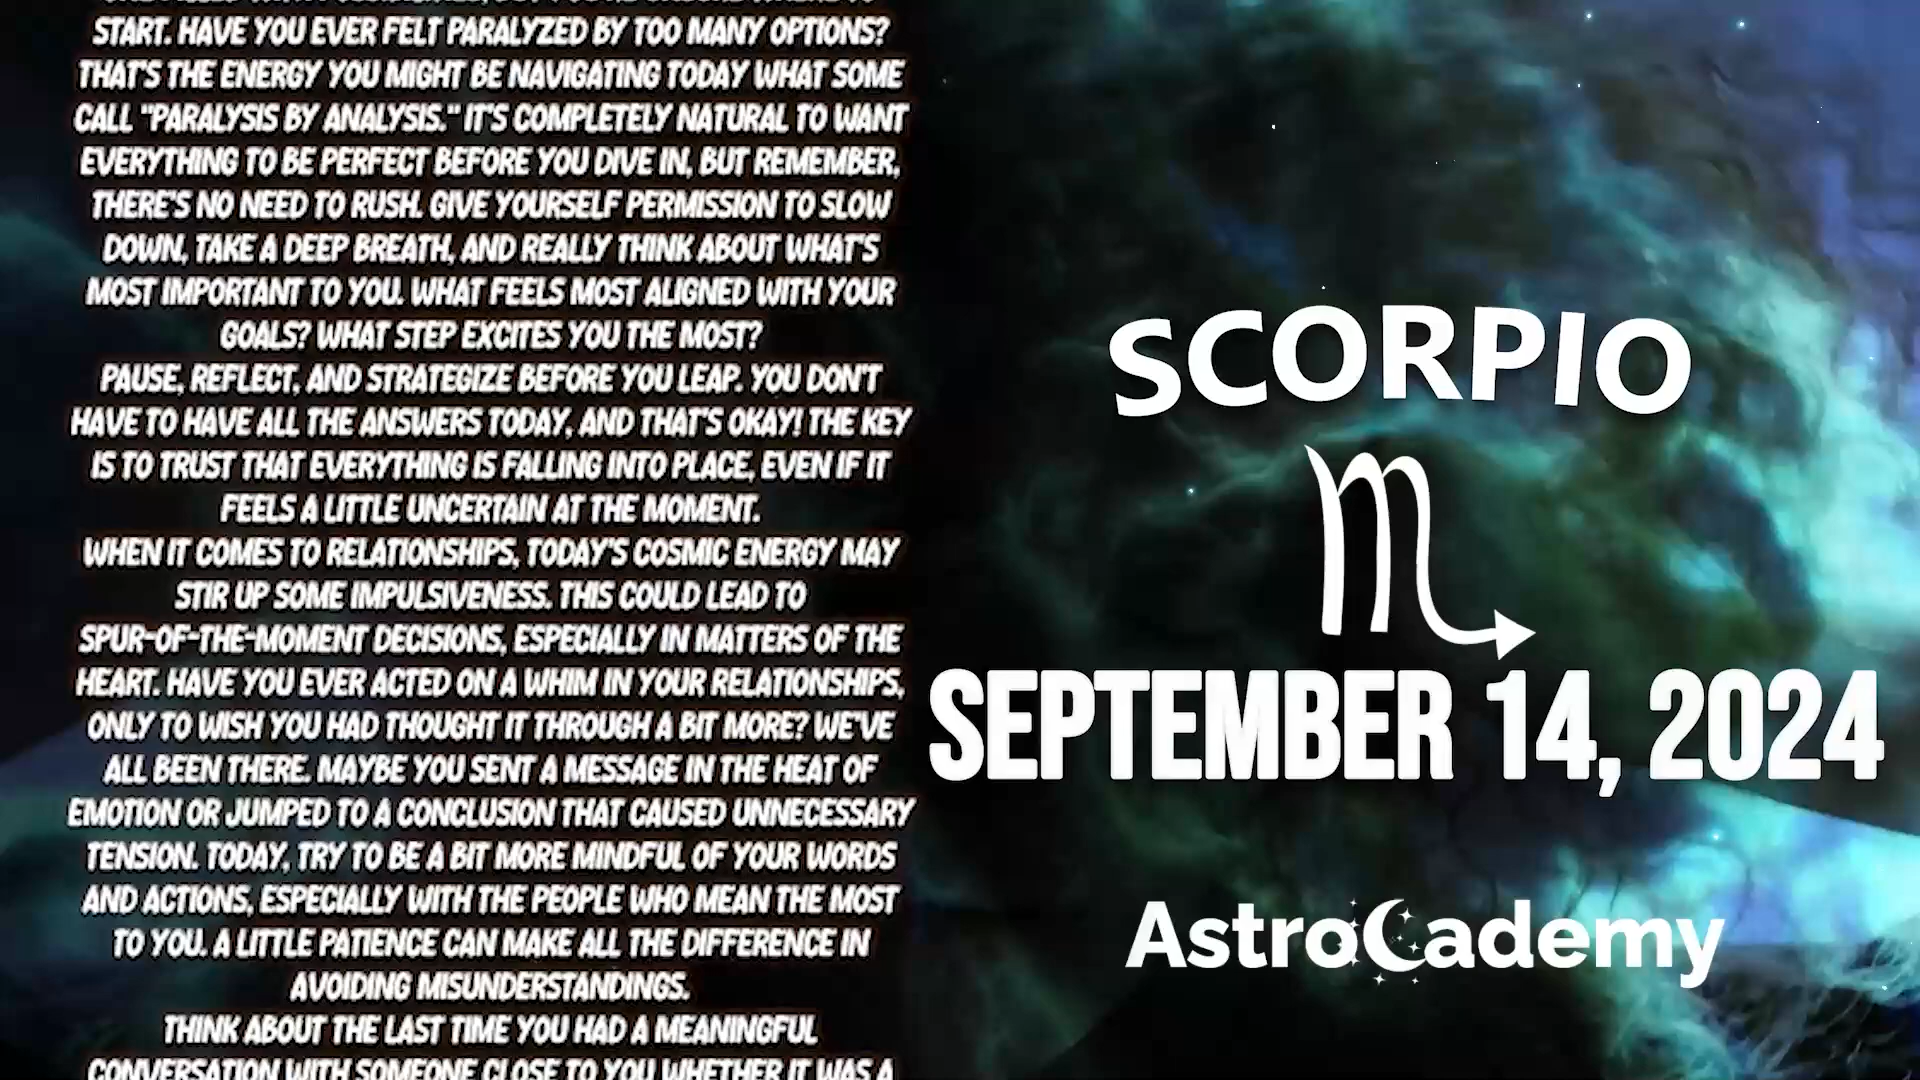 START. HAVE YOU EVER FELT PARALYZED BY TOO MANY OPTIONS?
THAT'S THE ENERGY YOU MIGHT BE NAVIGATING TODAY WHAT SOME
CALL "PARALYSIS BY ANALYSIS." IT'S COMPLETELY NATURAL TO WANT
EVERYTHING TO BE PERFECT BEFORE YOU DIVE IN, BUT REMEMBER,
THERE'S NO NEED TO RUSH. GIVE YOURSELF PERMISSION TO SLOW
DOWN, TAKE A DEEP BREATH, AND REALLY THINK ABOUT WHAT'S
MOST IMPORTANT TO YOU. WHAT FEELS MOST ALIGNED WITH YOUR
GOALS? WHAT STEP EXCITES YOU THE MOST?
PAUSE, REFLECT, AND STRATEGIZE BEFORE YOU LEAP. YOU DON'T
HAVE TO HAVE ALL THE ANSWERS TODAY, AND THAT'S OKAY! THE KEY
IS TO TRUST THAT EVERYTHING IS FALLING INTO PLACE, EVEN IF IT
FEELS A LITTLE UNCERTAIN AT THE MOMENT.
WHEN IT COMES TO RELATIONSHIPS, TODAY'S COSMIC ENERGY MAY
STIR UP SOME IMPULSIVENESS. THIS COULD LEAD TO
SPUR-OF-THE-MOMENT DECISIONS, ESPECIALLY IN MATTERS OF THE
HEART. HAVE YOU EVER ACTED ON A WHIM IN YOUR RELATIONSHIPS,
ONLY TO WISH YOU HAD THOUGHT IT THROUGH A BIT MORE? WE'VE
ALL BEEN THERE. MAYBE YOU SENT A MESSAGE IN THE HEAT OF
EMOTION OR JUMPED TO A CONCLUSION THAT CAUSED UNNECESSARY
TENSION. TODAY, TRY TO BE A BIT MORE MINDFUL OF YOUR WORDS
AND ACTIONS, ESPECIALLY WITH THE PEOPLE WHO MEAN THE MOST
TO YOU. A LITTLE PATIENCE CAN MAKE ALL THE DIFFERENCE IN
AVOIDING MISUNDERSTANDINGS.
THINK ABOUT THE LAST TIME YOU HAD A MEANINGFUL
CONVERSATION WITH SOMEONE CLOSE TO YOU WHETHER IT WAS A
SCORPIO
SEPTEMBER 14, 2024
AstroCademy